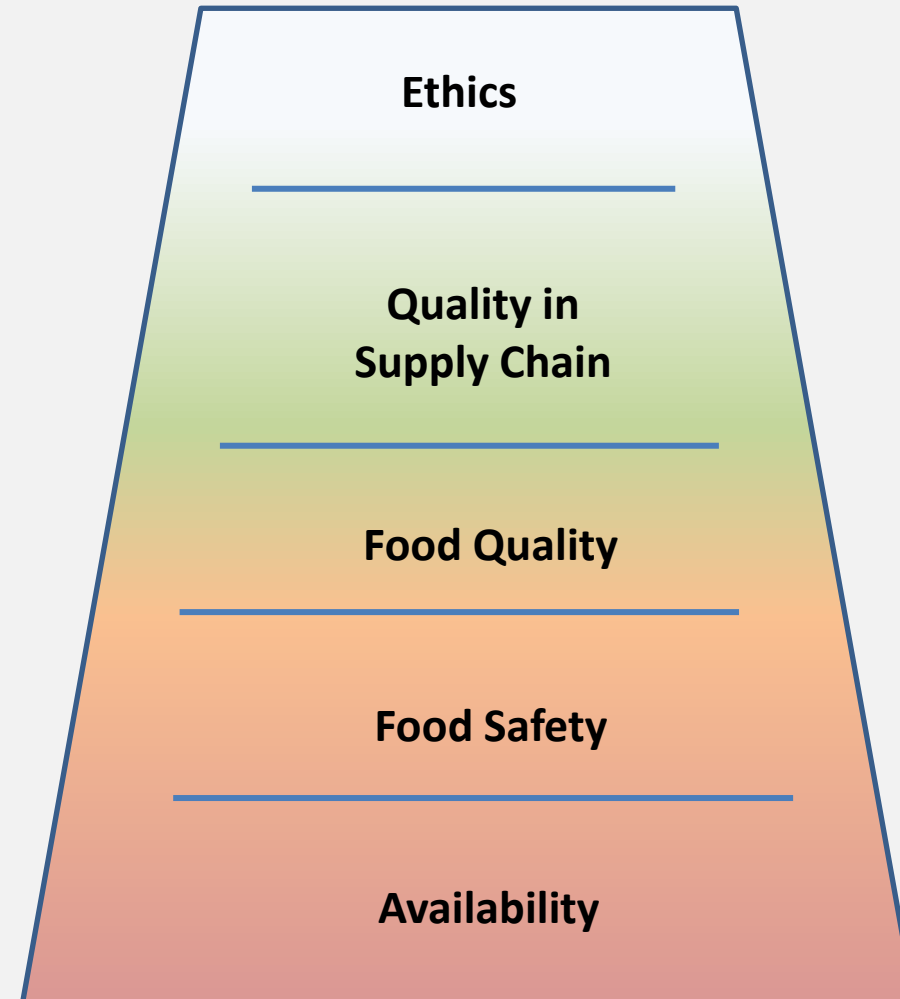 Ethics
Quality in
Supply Chain
Food Quality
Food Safety
Availability